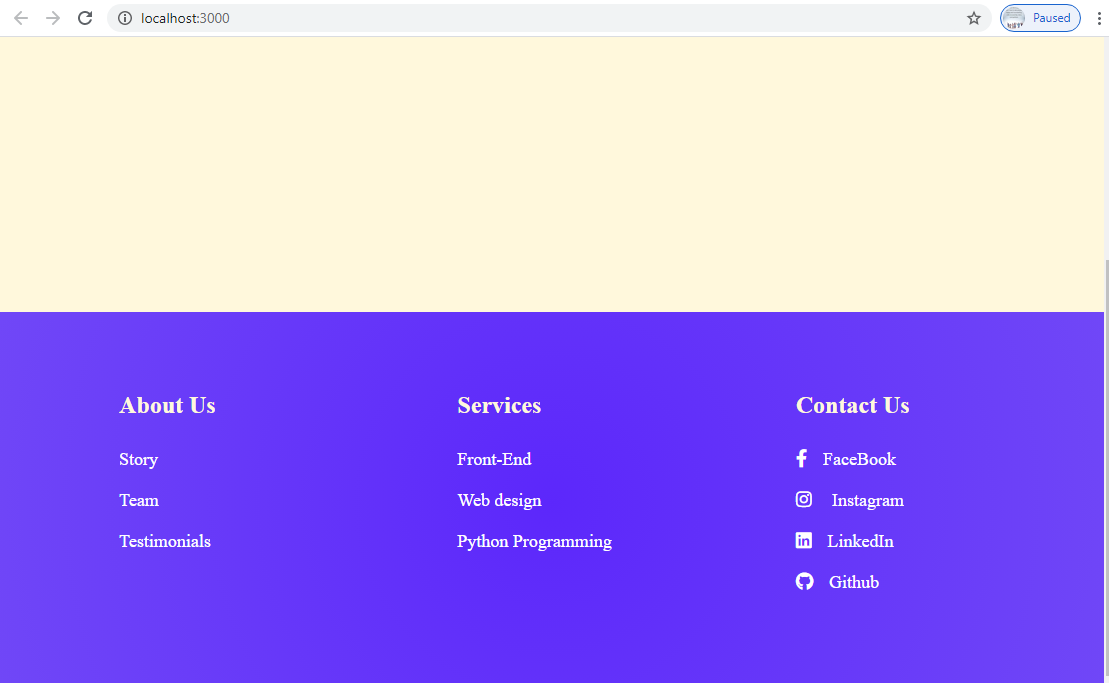 localhost:3000
Paused
About Us
Story
Team
Testimonials
Services
Front-End
Web design
Python Programming
Contact Us
FaceBook
Instagram
LinkedIn
Github